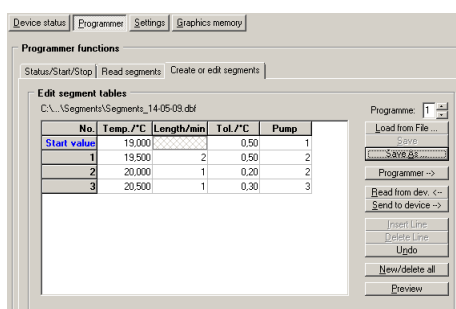 Device status Programmer Settings Graphics memory
Programmer functions
Status/Start/Stop Read segments Create or edit segments
Edit segment tables
C:\...\Segments\Segments_14-05-09.dbf
Programme: 1
No. Temp./°C Length/min Tol./°C Pump
Start value 19,000 0,50 1
1 19,500 2 0,50 2
2 20,000 1 0,20 2
3 20,500 1 0,30 3
Load from File ...
Save
Save As ...
Programmer -->
Read from dev. <--
Send to device -->
Insert Line
Delete Line
Undo
New/delete all
Preview